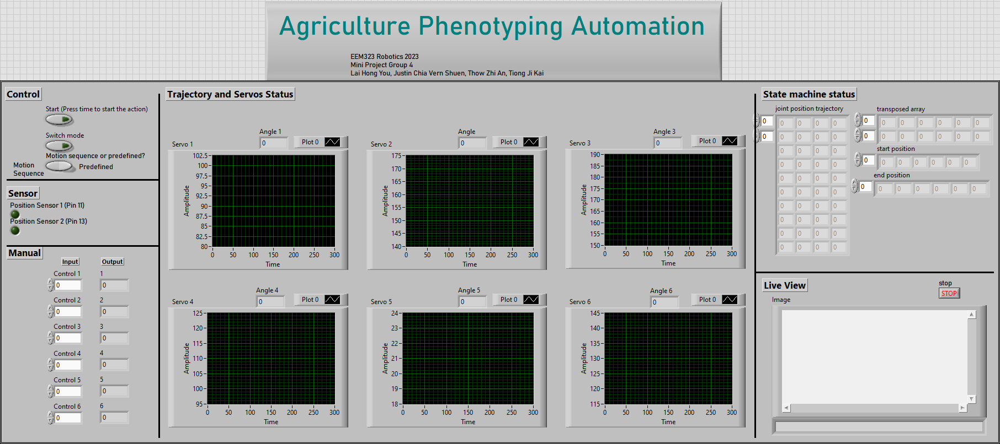 Agriculture Phenotyping Automation
EEM323 Robotics 2023
Mini Project Group 4
Lai Hong You, Justin Chia Vern Shuen, Thow Zhi An, Tiong Ji Kai
Control
Start (Press time to start the action)
Switch mode
Motion sequence or predefined?
Motion
Sequence
Predefined
Sensor
Position Sensor 1 (Pin 11)
Position Sensor 2 (Pin 13)
Manual
Input Output
Control 1 1
0 0
Control 2 2
0 0
Control 3 3
0 0
Control 4 4
0 0
Control 5 5
0 0
Control 6 6
0 0
Trajectory and Servos Status
Servo 1
Angle 1
0
Plot 0
Amplitude
102.5
100
97.5
95
92.5
90
87.5
85
82.5
80
0 50 100 150 200 250 300
Time
Servo 2
Angle
0
Plot 0
Amplitude
175
170
165
160
155
150
145
140
0 50 100 150 200 250 300
Time
Servo 3
Angle 3
0
Plot 0
Amplitude
190
185
180
175
170
165
160
155
150
0 50 100 150 200 250 300
Time
Servo 4
Angle 4
0
Plot 0
Amplitude
125
120
115
110
105
100
95
0 50 100 150 200 250 300
Time
Servo 5
Angle 5
0
Plot 0
Amplitude
24
23
22
21
20
19
18
0 50 100 150 200 250 300
Time
Servo 6
Angle 6
0
Plot 0
Amplitude
145
140
135
130
125
120
115
0 50 100 150 200 250 300
Time
State machine status
joint position trajectory
0
0
0 0 0 0
0 0 0 0
0 0 0 0
0 0 0 0
0 0 0 0
0 0 0 0
0 0 0 0
0 0 0 0
0 0 0 0
0 0 0 0
transposed array
0 0 0 0 0 0 0
0 0 0 0 0 0 0
start position
0 0 0 0 0 0 0
end position
0 0 0 0 0 0 0
Live View
stop
STOP
Image